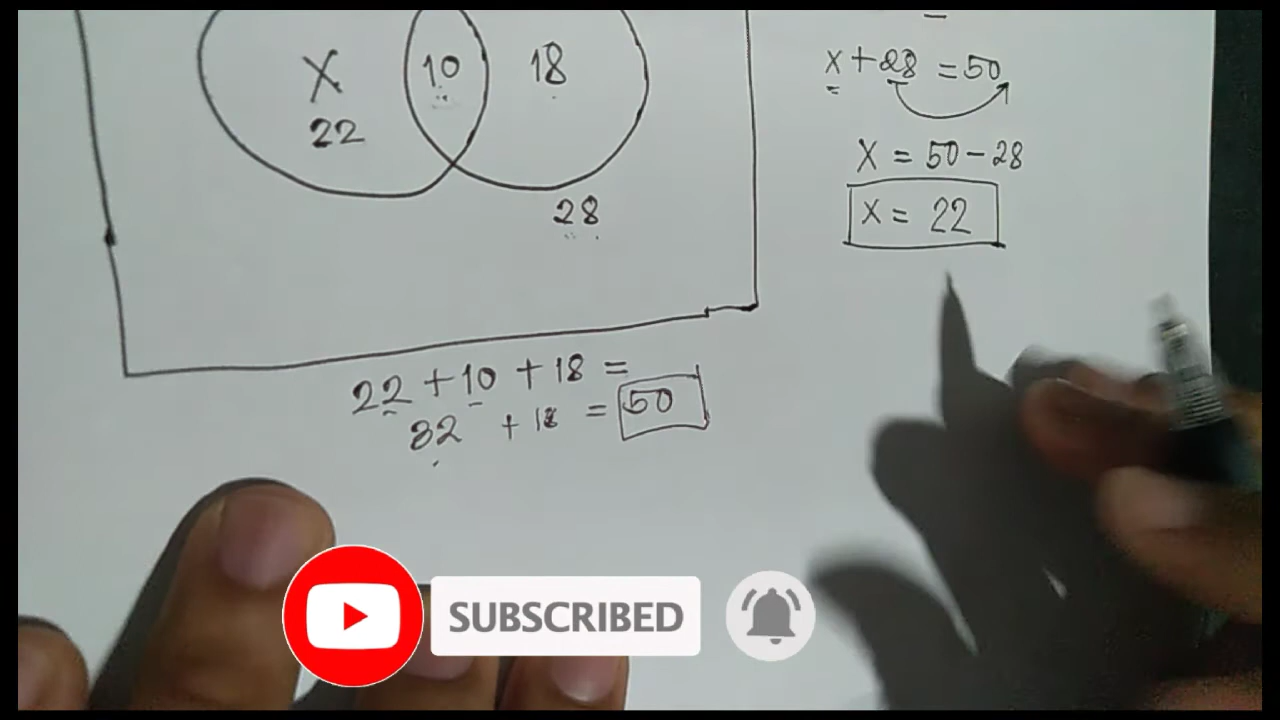 X 10 18
22
28
x + 28 = 50
X = 50 - 28
X = 22
22 + 10 + 18 =
32 + 18 = 50
SUBSCRIBED